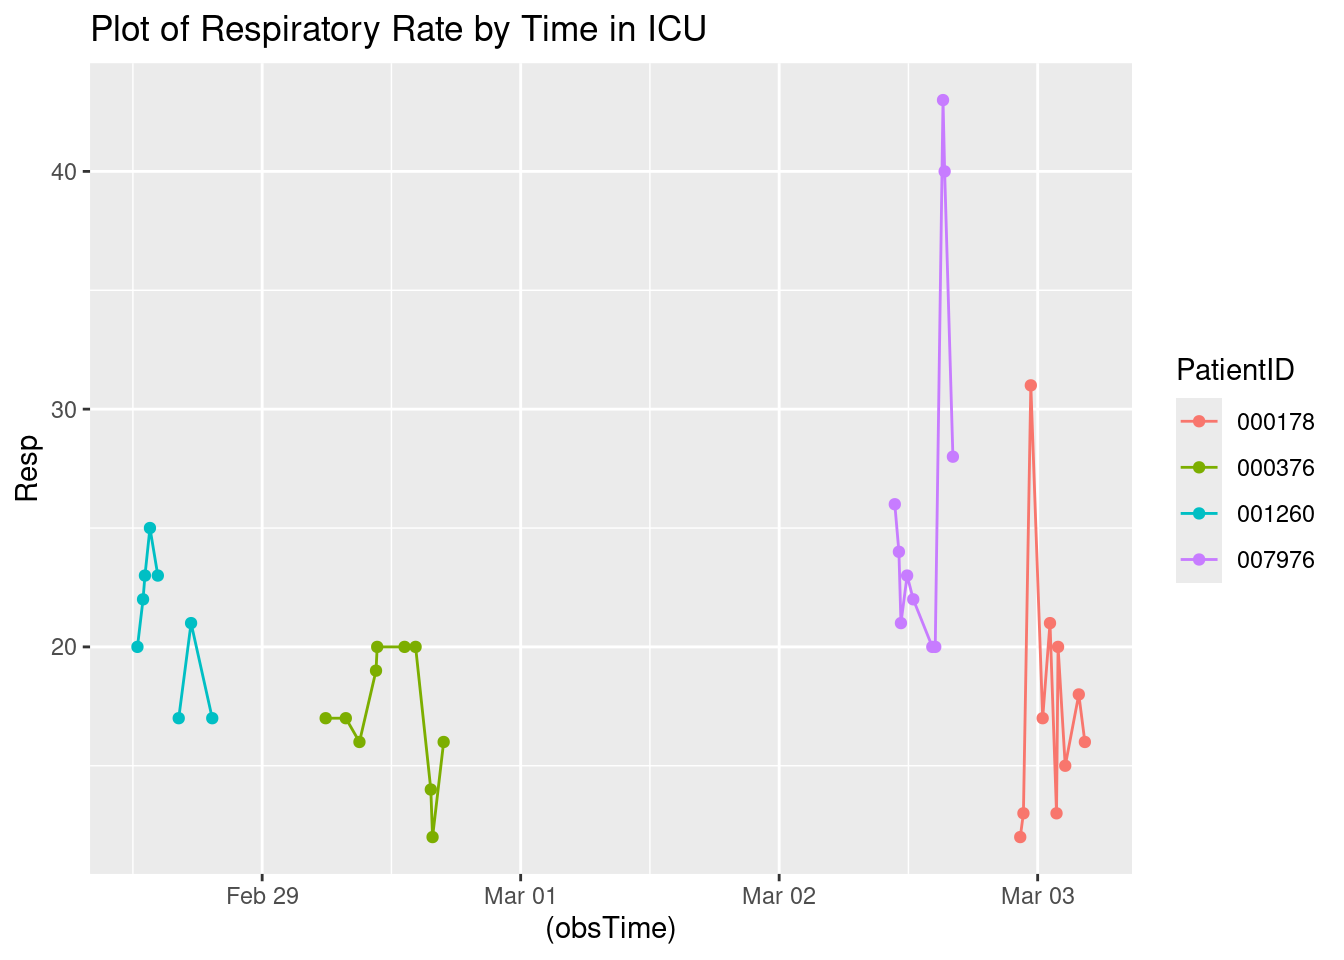 Plot of Respiratory Rate by Time in ICU
40
30
20
Resp
Feb 29
Mar 01
Mar 02
Mar 03
(obsTime)
PatientID
000178
000376
001260
007976